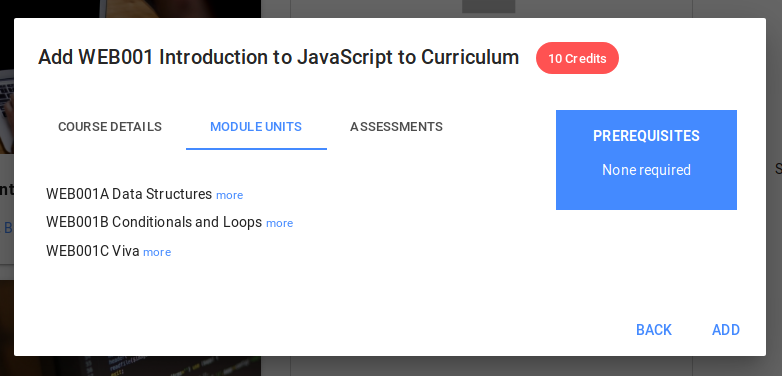 Add WEB001 Introduction to JavaScript to Curriculum
10 Credits
COURSE DETAILS
MODULE UNITS
ASSESSMENTS
PREREQUISITES
None required
WEB001A Data Structures more
WEB001B Conditionals and Loops more
WEB001C Viva more
BACK
ADD